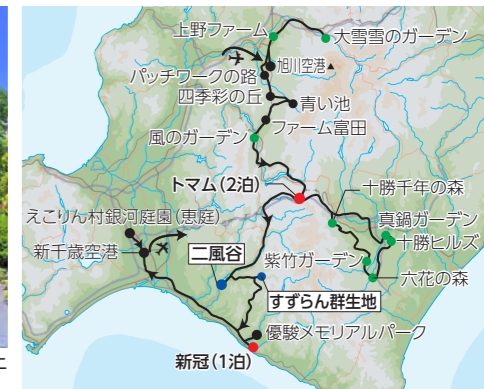 上野ファーム
大雪雪のガーデン
旭川空港
パッチワークの路
四季彩の丘
青い池
ファーム富田
風のガーデン
トマム(2泊)
十勝千年の森
えこりん村銀河庭園(恵庭)
真鍋ガーデン
十勝ヒルズ
新千歳空港
二風谷
紫竹ガーデン
六花の森
すずらん群生地
優駿メモリアルパーク
新冠(1泊)